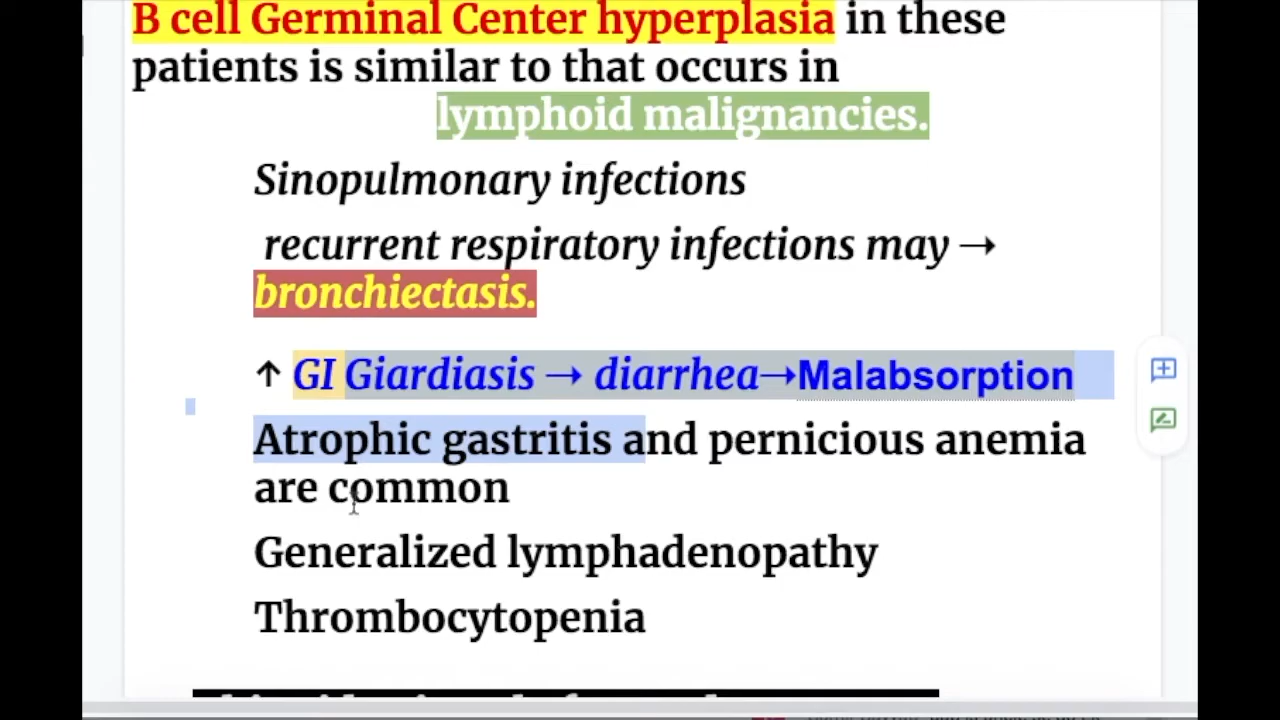 B cell Germinal Center hyperplasia in these
patients is similar to that occurs in
lymphoid malignancies.
Sinopulmonary infections
recurrent respiratory infections may →
bronchiectasis.
↑ GI Giardiasis → diarrhea→Malabsorption
Atrophic gastritis and pernicious anemia
are common
Generalized lymphadenopathy
Thrombocytopenia